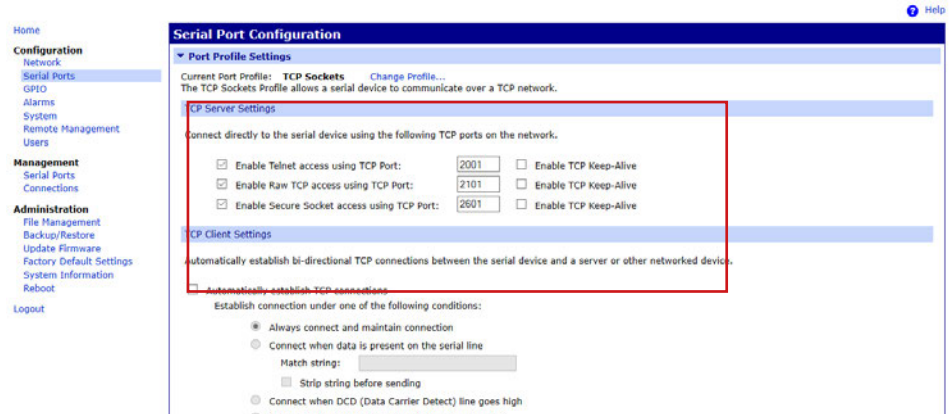 Help
Home
Configuration
Network
Serial Ports
GPIO
Alarms
System
Remote Management
Users
Management
Serial Ports
Connections
Administration
File Management
Backup/Restore
Update Firmware
Factory Default Settings
System Information
Reboot
Logout
Serial Port Configuration
Port Profile Settings
Current Port Profile: TCP Sockets Change Profile...
The TCP Sockets Profile allows a serial device to communicate over a TCP network.
TCP Server Settings
Connect directly to the serial device using the following TCP ports on the network.
Enable Telnet access using TCP Port: 2001 Enable TCP Keep-Alive
Enable Raw TCP access using TCP Port: 2101 Enable TCP Keep-Alive
Enable Secure Socket access using TCP Port: 2601 Enable TCP Keep-Alive
TCP Client Settings
Automatically establish bi-directional TCP connections between the serial device and a server or other networked device.
Automatically establish TCP connections
Establish connection under one of the following conditions:
Always connect and maintain connection
Connect when data is present on the serial line
Match string:
Strip string before sending
Connect when DCD (Data Carrier Detect) line goes high